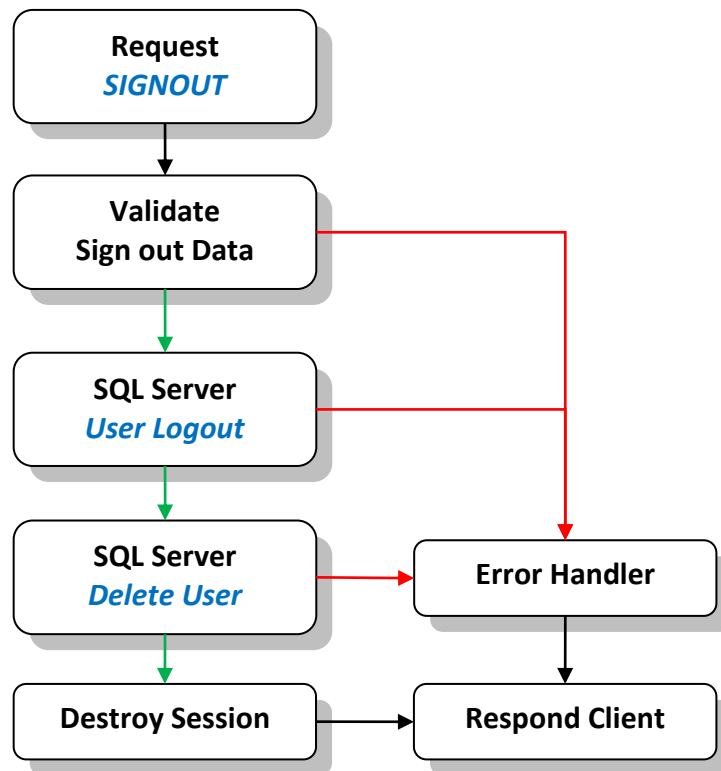 Request
SIGNOUT
Validate
Sign out Data
SQL Server
User Logout
SQL Server
Delete User
Error Handler
Destroy Session
Respond Client